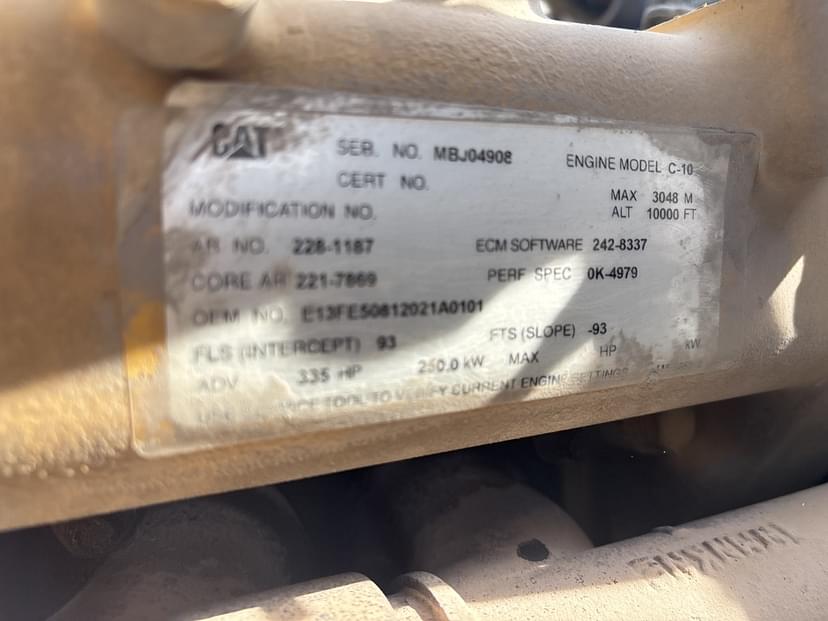 CAT SER. NO. MBJ04908 ENGINE MODEL C-10
CERT NO. MAX 3048 M
MODIFICATION NO. ALT 10000 FT
AR NO. 228-1187 ECM SOFTWARE 242-8337
CORE AR 221-7869 PERF SPEC 0K-4979
OEM NO. E13FE50812021A0101
FLS (INTERCEPT) 93 FTS (SLOPE) -93
ADV 335 HP 250.0 kW MAX HP kW
TOOL TO VERIFY CURRENT ENGINE SETTINGS